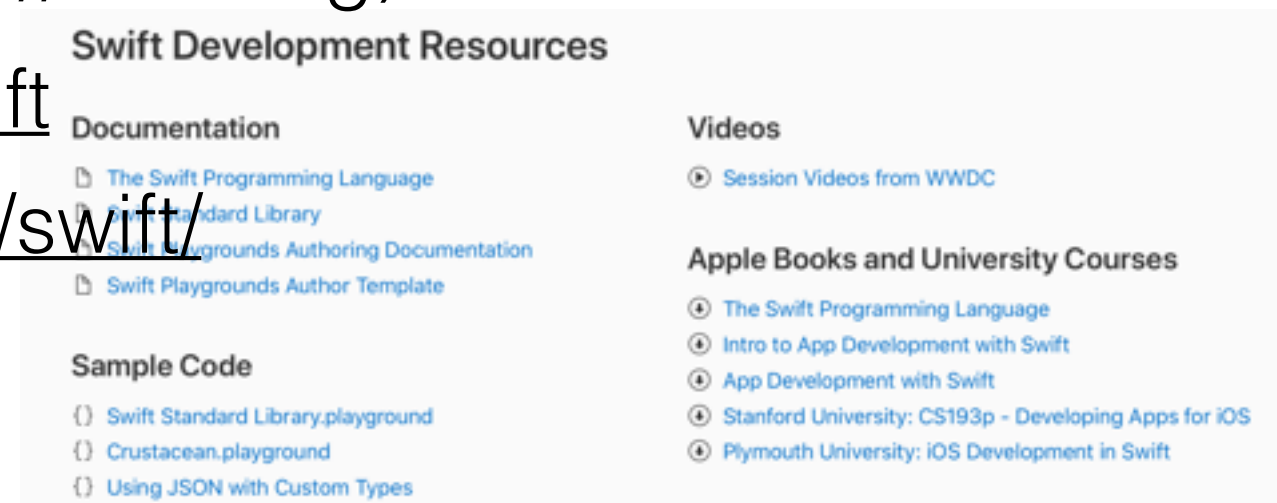 Swift Development Resources
ft
Documentation
The Swift Programming Language
Swift Standard Library
/swift/
Swift Playgrounds Authoring Documentation
Swift Playgrounds Author Template
Sample Code
Swift Standard Library.playground
Crustacean.playground
Using JSON with Custom Types
Videos
Session Videos from WWDC
Apple Books and University Courses
The Swift Programming Language
Intro to App Development with Swift
App Development with Swift
Stanford University: CS193p - Developing Apps for iOS
Plymouth University: iOS Development in Swift